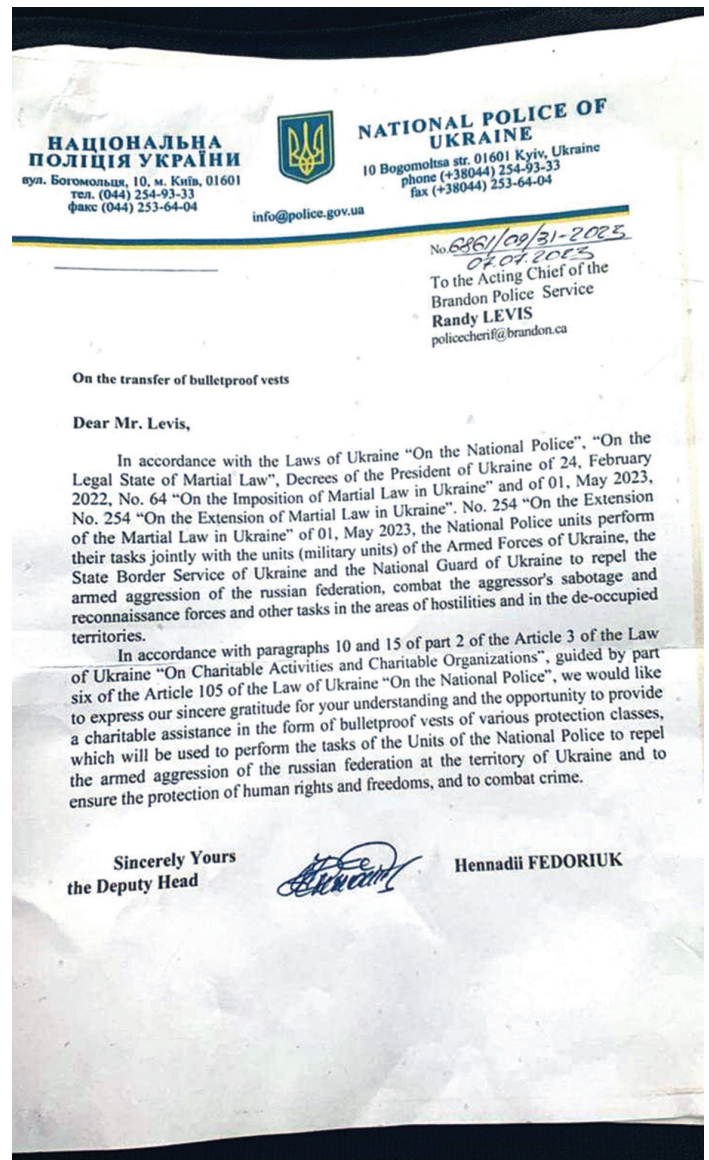 НАЦІОНАЛЬНА
ПОЛІЦІЯ УКРАЇНИ
вул. Богомольця, 10, м. Київ, 01601
тел. (044) 254-93-33
факс (044) 253-64-04
info@police.gov.ua
NATIONAL POLICE OF
UKRAINE
10 Bogomoltsa str. 01601 Kyiv, Ukraine
phone (+38044) 254-93-33
fax (+38044) 253-64-04
No. 6861/09/31-2023
07.07.2023
To the Acting Chief of the
Brandon Police Service
Randy LEVIS
policecherif@brandon.ca
On the transfer of bulletproof vests
Dear Mr. Levis,
In accordance with the Laws of Ukraine “On the National Police”, “On the
Legal State of Martial Law”, Decrees of the President of Ukraine of 24, February
2022, No. 64 “On the Imposition of Martial Law in Ukraine” and of 01, May 2023,
No. 254 “On the Extension of Martial Law in Ukraine”. No. 254 “On the Extension
of the Martial Law in Ukraine” of 01, May 2023, the National Police units perform
their tasks jointly with the units (military units) of the Armed Forces of Ukraine, the
State Border Service of Ukraine and the National Guard of Ukraine to repel the
armed aggression of the russian federation, combat the aggressor's sabotage and
reconnaissance forces and other tasks in the areas of hostilities and in the de-occupied
territories.
In accordance with paragraphs 10 and 15 of part 2 of the Article 3 of the Law
of Ukraine “On Charitable Activities and Charitable Organizations”, guided by part
six of the Article 105 of the Law of Ukraine “On the National Police”, we would like
to express our sincere gratitude for your understanding and the opportunity to provide
a charitable assistance in the form of bulletproof vests of various protection classes,
which will be used to perform the tasks of the Units of the National Police to repel
the armed aggression of the russian federation at the territory of Ukraine and to
ensure the protection of human rights and freedoms, and to combat crime.
Sincerely Yours
the Deputy Head
Hennadii FEDORIUK